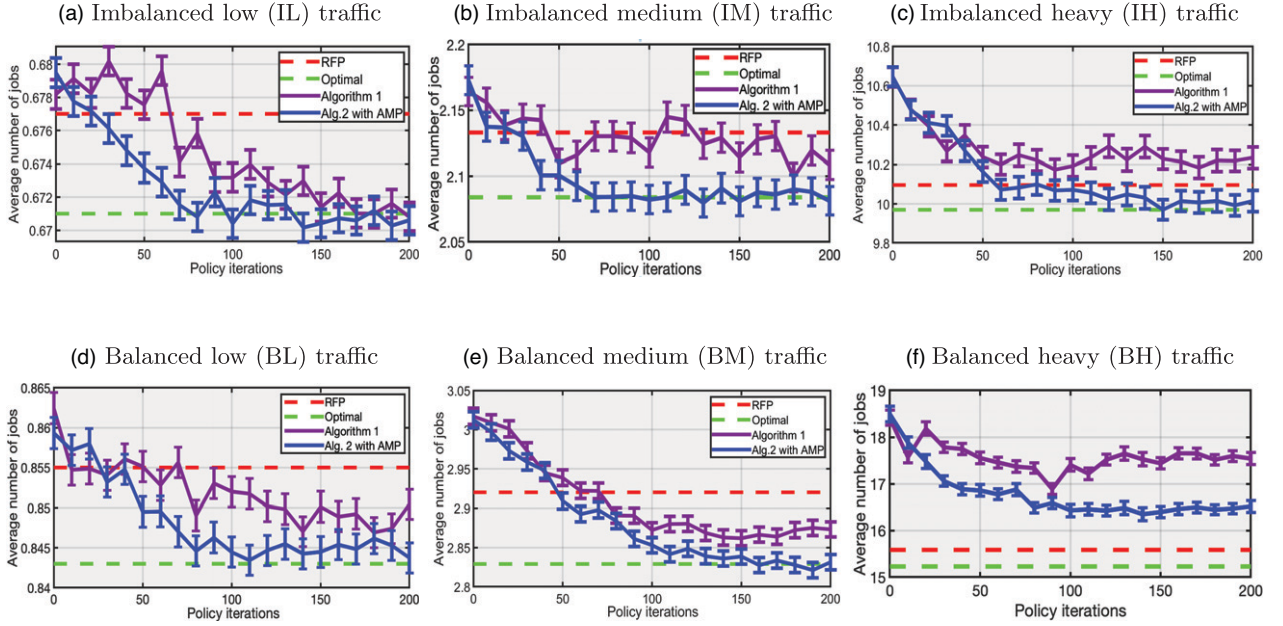 (a) Imbalanced low (IL) traffic
Average number of jobs
0.68
0.678
0.676
0.674
0.672
0.67
RFP
Optimal
Algorithm 1
Alg.2 with AMP
0
50
100
150
200
Policy iterations
(b) Imbalanced medium (IM) traffic
Average number of jobs
2.2
2.15
2.1
2.05
RFP
Optimal
Algorithm 1
Alg.2 with AMP
0
50
100
150
200
Policy iterations
(c) Imbalanced heavy (IH) traffic
Average number of jobs
10.8
10.6
10.4
10.2
10
9.8
RFP
Optimal
Algorithm 1
Alg.2 with AMP
0
50
100
150
200
Policy iterations
(d) Balanced low (BL) traffic
Average number of jobs
0.865
0.86
0.855
0.85
0.845
0.84
RFP
Optimal
Algorithm 1
Alg. 2 with AMP
0
50
100
150
200
Policy iterations
(e) Balanced medium (BM) traffic
Average number of jobs
3.05
3
2.95
2.9
2.85
2.8
RFP
Optimal
Algorithm 1
Alg.2 with AMP
0
50
100
150
200
Policy iterations
(f) Balanced heavy (BH) traffic
Average number of jobs
19
18
17
16
15
RFP
Optimal
Algorithm 1
Alg.2 with AMP
0
50
100
150
200
Policy iterations